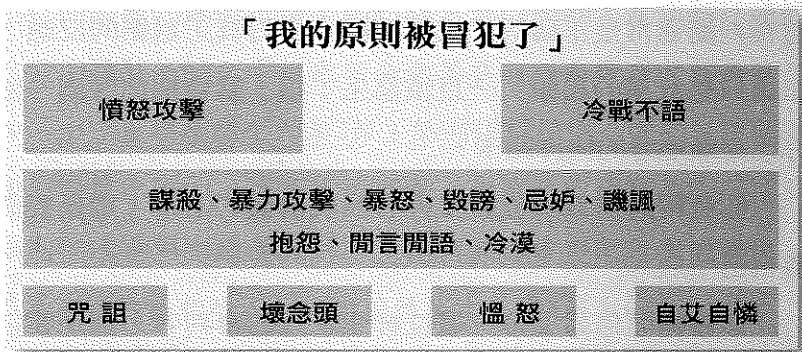 「我的原則被冒犯了」
憤怒攻擊 冷戰不語
謀殺、暴力攻擊、暴怒、毀謗、忌妒、譏諷
抱怨、閒言閒語、冷漠
咒詛 壞念頭 慍怒 自艾自憐